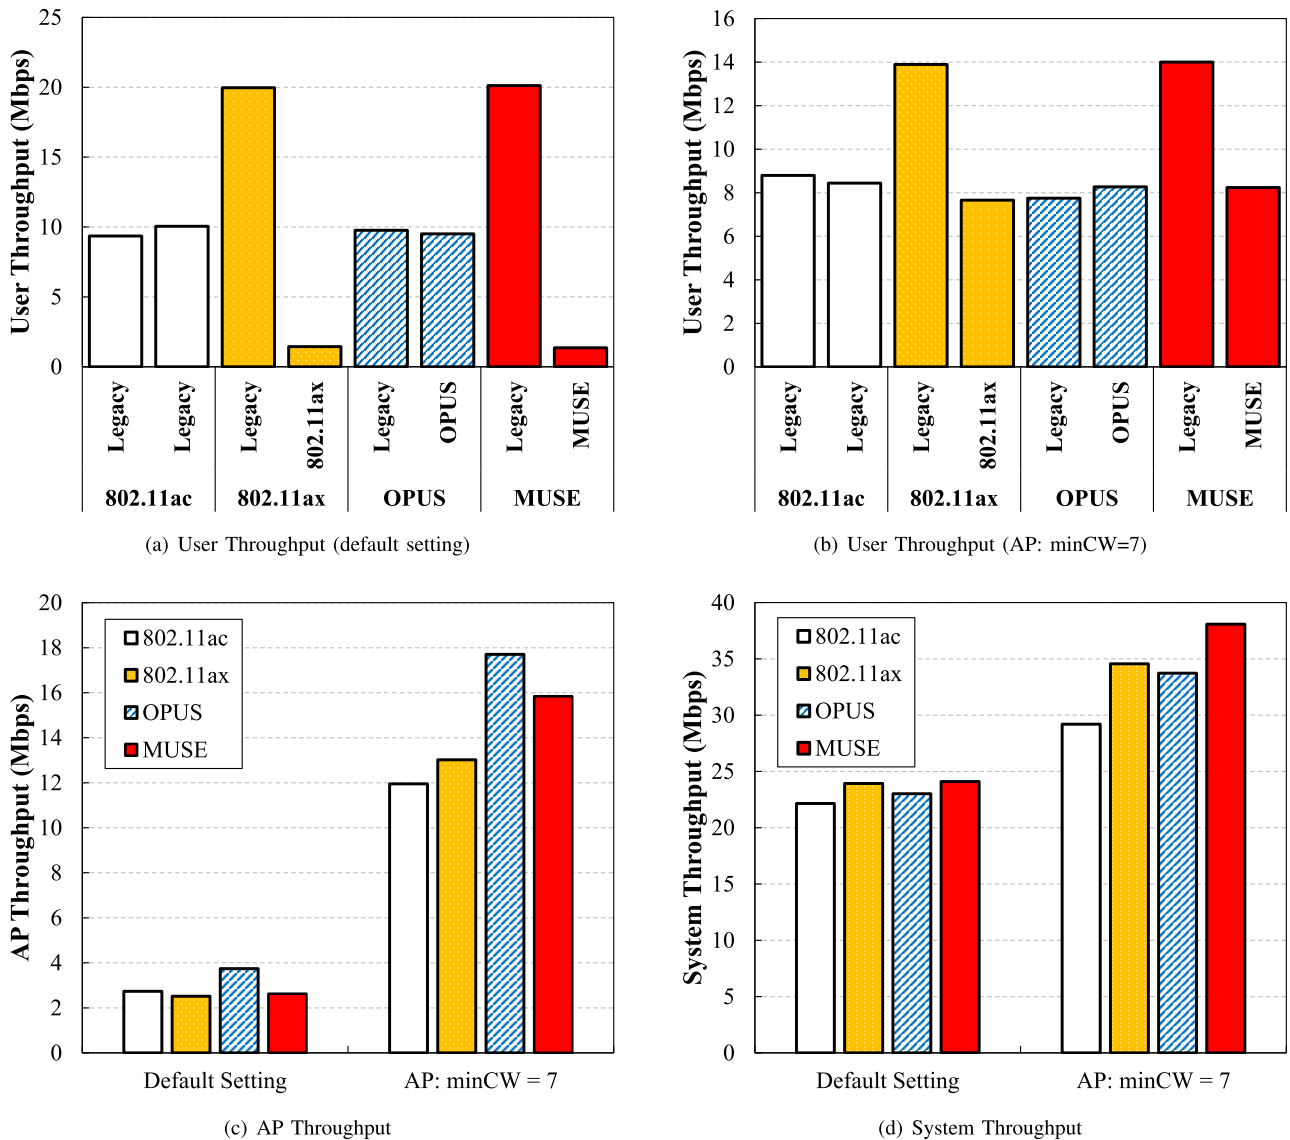 User Throughput (Mbps)
25
20
15
10
5
0
Legacy
Legacy
Legacy
802.11ax
Legacy
OPUS
Legacy
MUSE
802.11ac
802.11ax
OPUS
MUSE
(a) User Throughput (default setting)
User Throughput (Mbps)
16
14
12
10
8
6
4
2
0
Legacy
Legacy
Legacy
802.11ax
Legacy
OPUS
Legacy
MUSE
802.11ac
802.11ax
OPUS
MUSE
(b) User Throughput (AP: minCW=7)
AP Throughput (Mbps)
20
18
16
14
12
10
8
6
4
2
0
802.11ac
802.11ax
OPUS
MUSE
Default Setting
AP: minCW = 7
(c) AP Throughput
System Throughput (Mbps)
40
35
30
25
20
15
10
5
0
802.11ac
802.11ax
OPUS
MUSE
Default Setting
AP: minCW = 7
(d) System Throughput